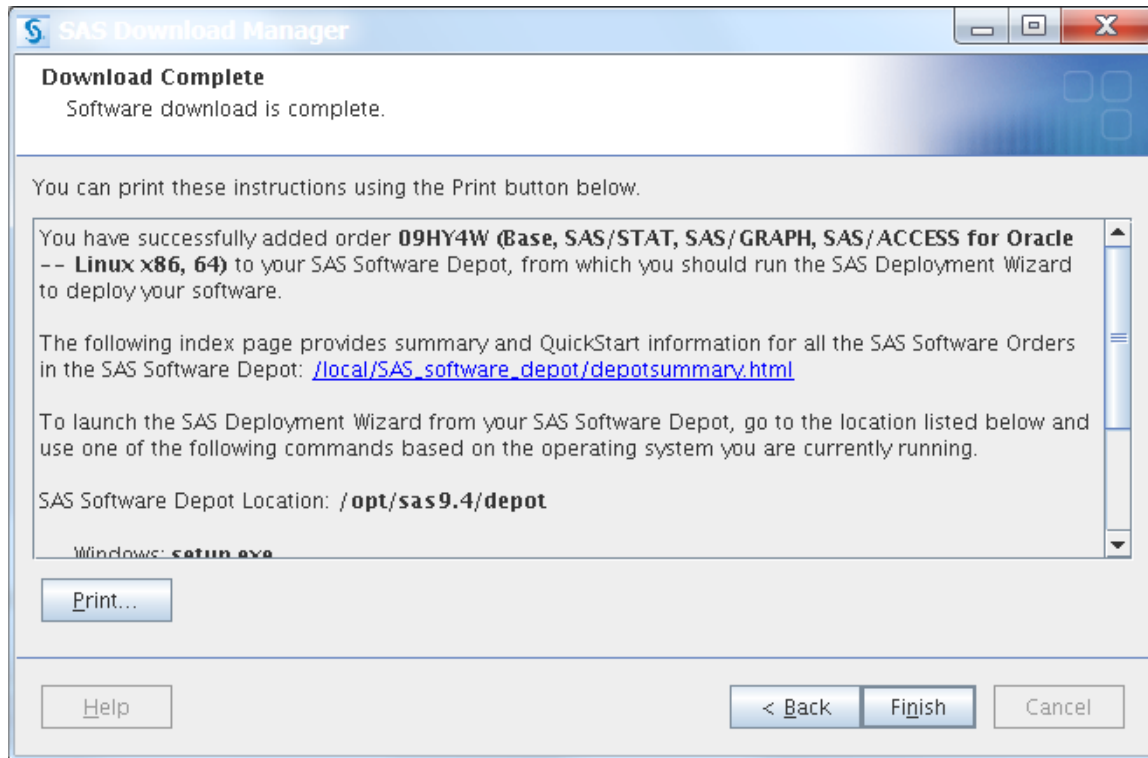 SAS Download Manager
Download Complete
Software download is complete.
You can print these instructions using the Print button below.
You have successfully added order 09HY4W (Base, SAS/STAT, SAS/GRAPH, SAS/ACCESS for Oracle
-- Linux x86, 64) to your SAS Software Depot, from which you should run the SAS Deployment Wizard
to deploy your software.
The following index page provides summary and QuickStart information for all the SAS Software Orders
in the SAS Software Depot: /local/SAS_software_depot/depotsummary.html
To launch the SAS Deployment Wizard from your SAS Software Depot, go to the location listed below and
use one of the following commands based on the operating system you are currently running.
SAS Software Depot Location: /opt/sas9.4/depot
Windows: setup.exe
Print...
Help
< Back
Finish
Cancel